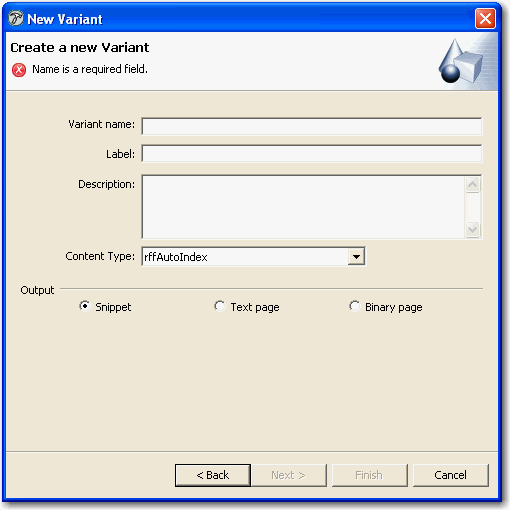 New Variant
Create a new Variant
Name is a required field.
Variant name:
Label:
Description:
Content Type: rffAutoIndex
Output
Snippet Text page Binary page
< Back Next > Finish Cancel